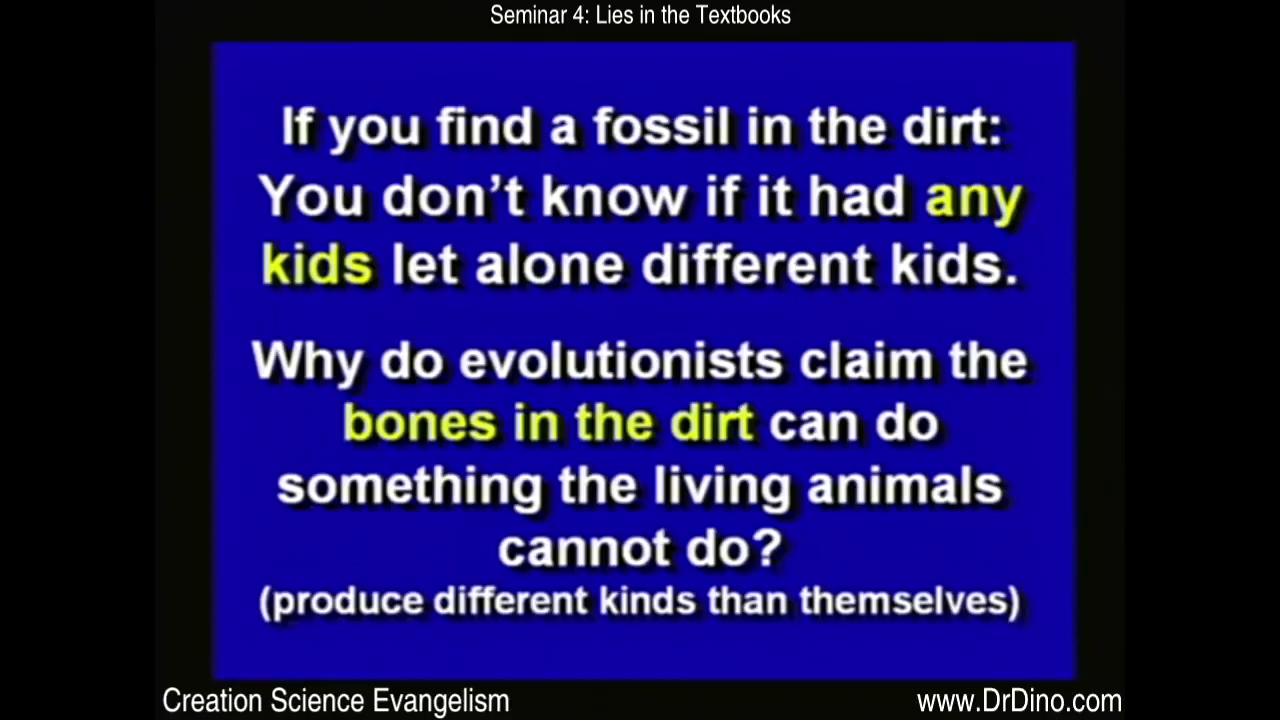 Seminar 4: Lies in the Textbooks
If you find a fossil in the dirt:
You don't know if it had any
kids let alone different kids.
Why do evolutionists claim the
bones in the dirt can do
something the living animals
cannot do?
(produce different kinds than themselves)
Creation Science Evangelism
www.DrDino.com